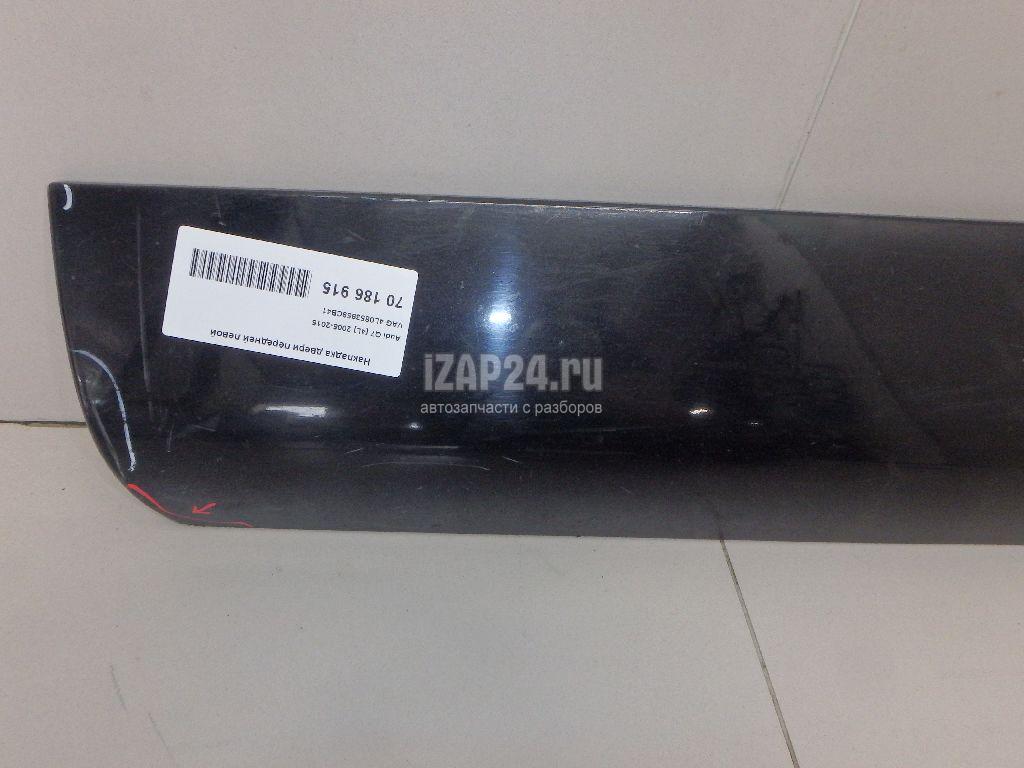 Накладка двери передней левой
Audi Q7 [4L] 2005-2015
VAG 4L0853959CB41
70 186 915
iZAP24.ru
автозапчасти с разборов